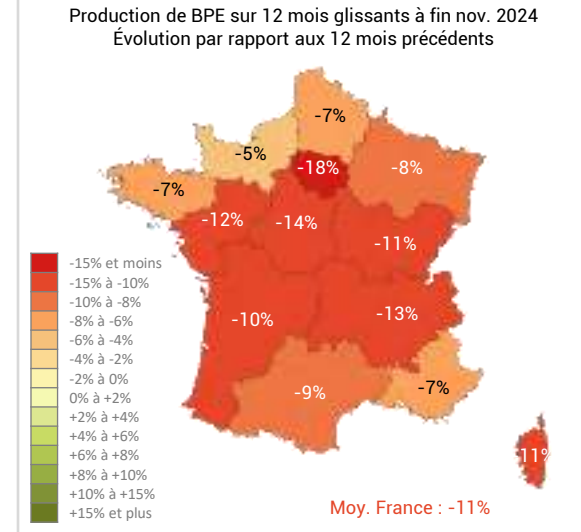 Production de BPE sur 12 mois glissants à fin nov. 2024
Évolution par rapport aux 12 mois précédents
-7%
-5%
-18%
-8%
-7%
-12%
-14%
-11%
-10%
-13%
-9%
-7%
11%
-15% et moins
-15% à -10%
-10% à -8%
-8% à -6%
-6% à -4%
-4% à -2%
-2% à 0%
0% à +2%
+2% à +4%
+4% à +6%
+6% à +8%
+8% à +10%
+10% à +15%
+15% et plus
Moy. France : -11%